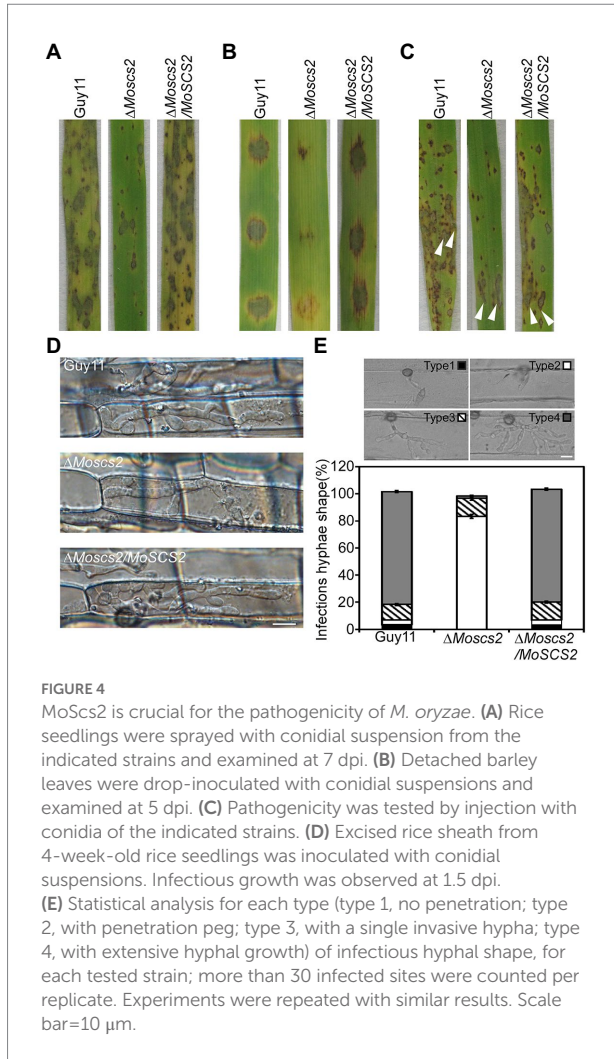 A
B
C
Guy11
ΔMoscs2
ΔMoscs2
/MoSCS2
Guy11
ΔMoscs2
ΔMoscs2
/MoSCS2
Guy11
ΔMoscs2
ΔMoscs2
/MoSCS2
D
Guy11
ΔMoscs2
ΔMoscs2/MoSCS2
E
Type1
Type2
Type3
Type4
Infections hyphae shape(%)
120
100
80
60
40
20
0
Guy11
ΔMoscs2
ΔMoscs2
/MoSCS2
FIGURE 4
MoScs2 is crucial for the pathogenicity of M. oryzae. (A) Rice
seedlings were sprayed with conidial suspension from the
indicated strains and examined at 7 dpi. (B) Detached barley
leaves were drop-inoculated with conidial suspensions and
examined at 5 dpi. (C) Pathogenicity was tested by injection with
conidia of the indicated strains. (D) Excised rice sheath from
4-week-old rice seedlings was inoculated with conidial
suspensions. Infectious growth was observed at 1.5 dpi.
(E) Statistical analysis for each type (type 1, no penetration; type
2, with penetration peg; type 3, with a single invasive hypha; type
4, with extensive hyphal growth) of infectious hyphal shape, for
each tested strain; more than 30 infected sites were counted per
replicate. Experiments were repeated with similar results. Scale
bar=10 μm.